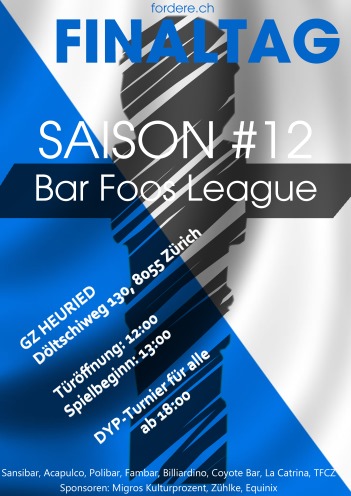 fordere.ch
FINALTAG
SAISON #12
Bar Foos League
GZ HEURIED
Döltschiweg 130, 8055 Zürich
Türöffnung: 12:00
Spielbeginn: 13:00
DYP-Turnier für alle
ab 18:00
Sansibar, Acapulco, Polibar, Fambar, Billiardino, Coyote Bar, La Catrina, TFCZ
Sponsoren: Migros Kulturprozent, Zühlke, Equinix